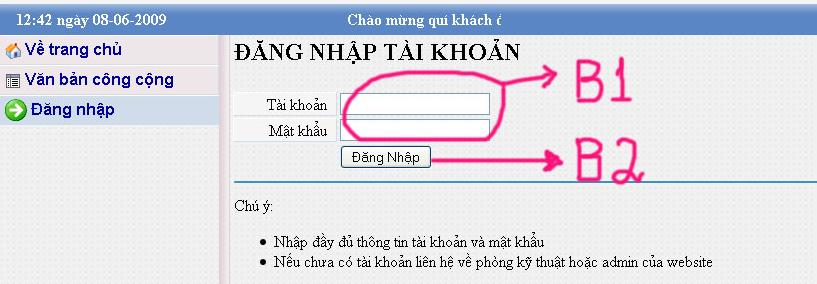 12:42 ngày 08-06-2009
Chào mừng quí khách
Về trang chủ
Văn bản công cộng
Đăng nhập
ĐĂNG NHẬP TÀI KHOẢN
Tài khoản
B1
Mật khẩu
Đăng Nhập
B2
Chú ý:
Nhập đầy đủ thông tin tài khoản và mật khẩu
Nếu chưa có tài khoản liên hệ về phòng kỹ thuật hoặc admin của website